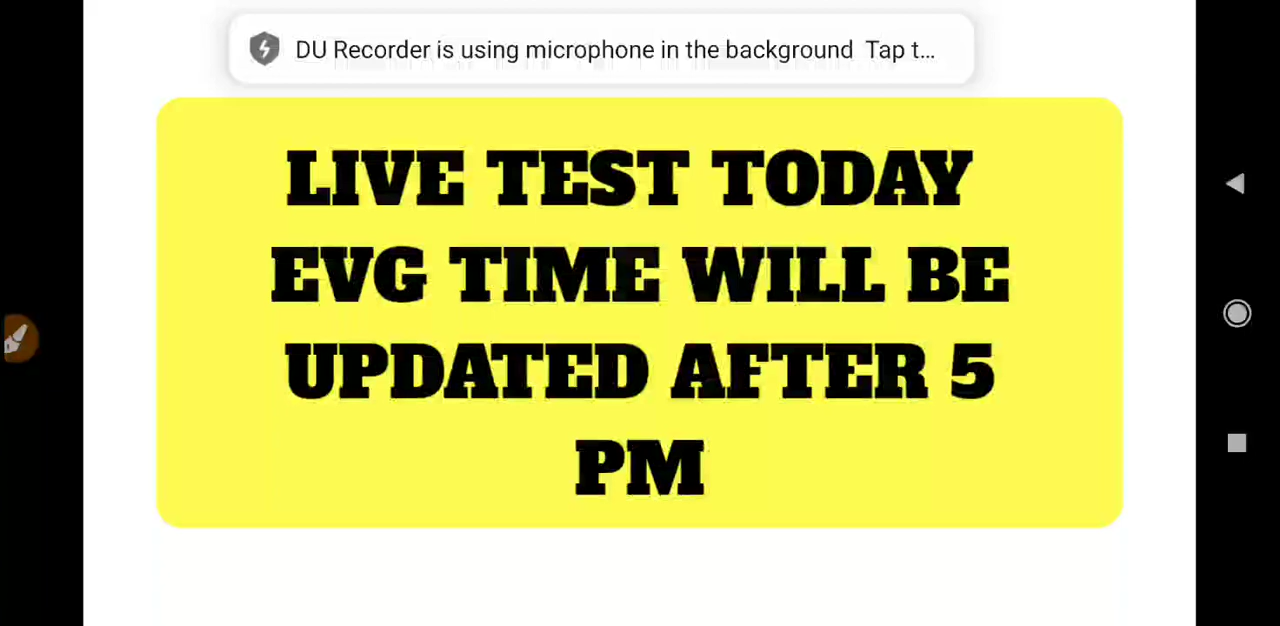 DU Recorder is using microphone in the background Tap t...
LIVE TEST TODAY
EVG TIME WILL BE
UPDATED AFTER 5
PM